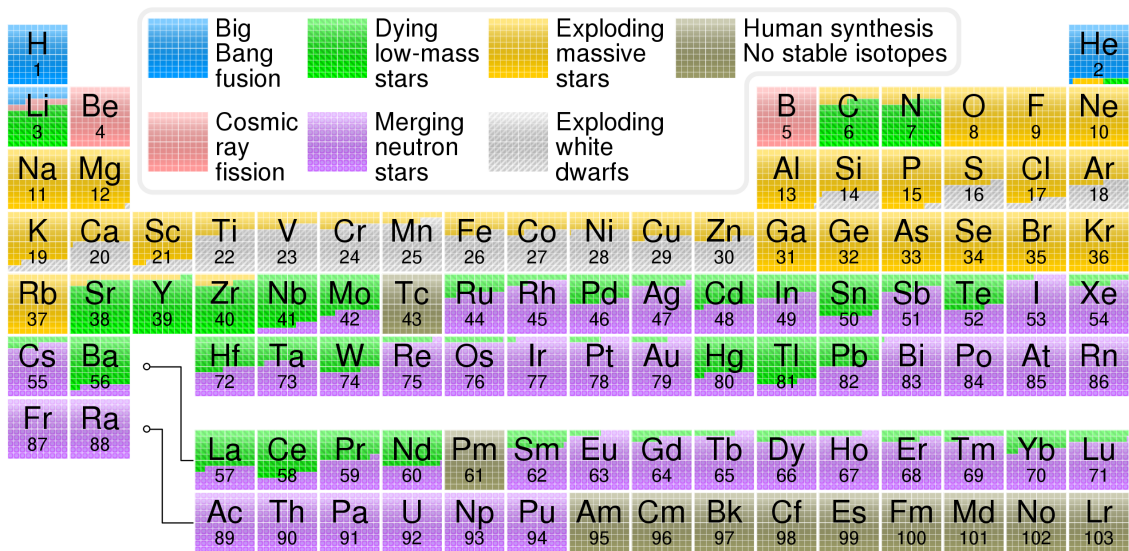 H
1
Big
Bang
fusion
Dying
low-mass
stars
Exploding
massive
stars
Human synthesis
No stable isotopes
He
2
Li
3
Be
4
Cosmic
ray
fission
Merging
neutron
stars
Exploding
white
dwarfs
B
5
C
6
N
7
O
8
F
9
Ne
10
Na
11
Mg
12
Al
13
Si
14
P
15
S
16
Cl
17
Ar
18
K
19
Ca
20
Sc
21
Ti
22
V
23
Cr
24
Mn
25
Fe
26
Co
27
Ni
28
Cu
29
Zn
30
Ga
31
Ge
32
As
33
Se
34
Br
35
Kr
36
Rb
37
Sr
38
Y
39
Zr
40
Nb
41
Mo
42
Tc
43
Ru
44
Rh
45
Pd
46
Ag
47
Cd
48
In
49
Sn
50
Sb
51
Te
52
I
53
Xe
54
Cs
55
Ba
56
Hf
72
Ta
73
W
74
Re
75
Os
76
Ir
77
Pt
78
Au
79
Hg
80
Tl
81
Pb
82
Bi
83
Po
84
At
85
Rn
86
Fr
87
Ra
88
La
57
Ce
58
Pr
59
Nd
60
Pm
61
Sm
62
Eu
63
Gd
64
Tb
65
Dy
66
Ho
67
Er
68
Tm
69
Yb
70
Lu
71
Ac
89
Th
90
Pa
91
U
92
Np
93
Pu
94
Am
95
Cm
96
Bk
97
Cf
98
Es
99
Fm
100
Md
101
No
102
Lr
103